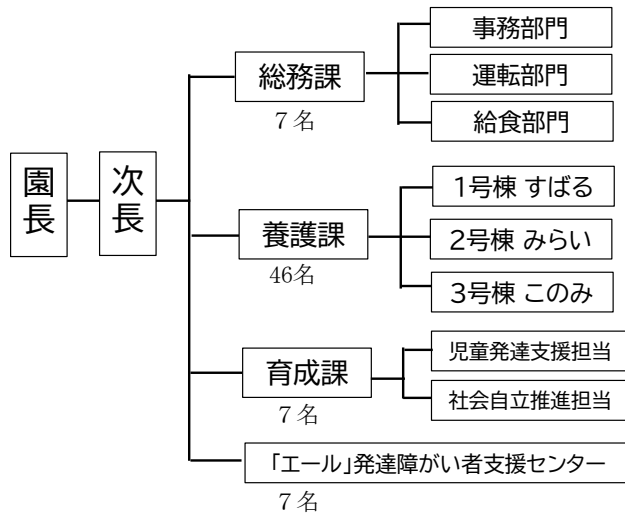 園長
次長
総務課
7名
事務部門
運転部門
給食部門
養護課
46名
1号棟 すばる
2号棟 みらい
3号棟 このみ
育成課
7名
児童発達支援担当
社会自立推進担当
「エール」発達障がい者支援センター
7名